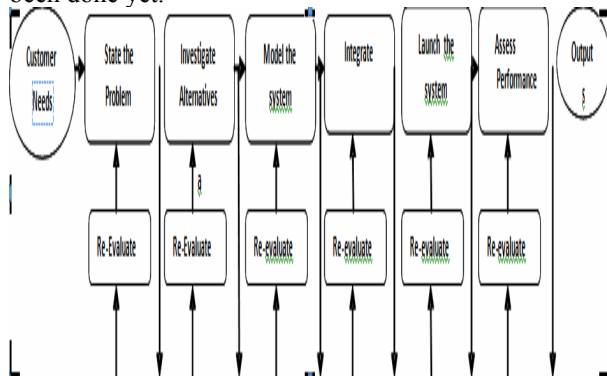 been done yet.
Customer
Needs
State the
Problem
Investigate
Alternatives
Model the
system
Integrate
Launch the
system
Assess
Performance
Output
s
a
Re-Evaluate
Re-Evaluate
Re-evaluate
Re-evaluate
Re-evaluate
Re-evaluate